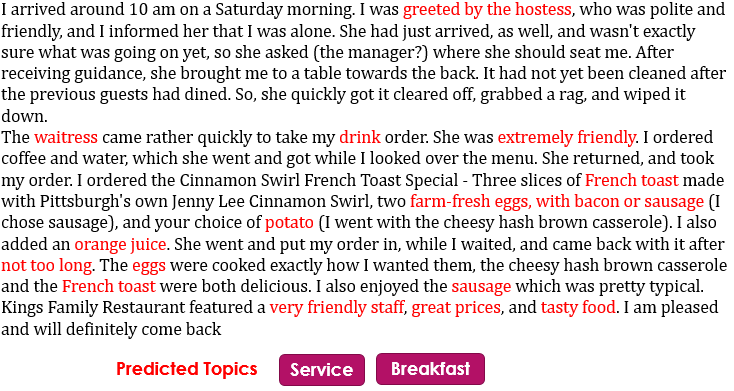 I arrived around 10 am on a Saturday morning. I was greeted by the hostess, who was polite and
friendly, and I informed her that I was alone. She had just arrived, as well, and wasn't exactly
sure what was going on yet, so she asked (the manager?) where she should seat me. After
receiving guidance, she brought me to a table towards the back. It had not yet been cleaned after
the previous guests had dined. So, she quickly got it cleared off, grabbed a rag, and wiped it
down.
The waitress came rather quickly to take my drink order. She was extremely friendly. I ordered
coffee and water, which she went and got while I looked over the menu. She returned, and took
my order. I ordered the Cinnamon Swirl French Toast Special - Three slices of French toast made
with Pittsburgh's own Jenny Lee Cinnamon Swirl, two farm-fresh eggs, with bacon or sausage (I
chose sausage), and your choice of potato (I went with the cheesy hash brown casserole). I also
added an orange juice. She went and put my order in, while I waited, and came back with it after
not too long. The eggs were cooked exactly how I wanted them, the cheesy hash brown casserole
and the French toast were both delicious. I also enjoyed the sausage which was pretty typical.
Kings Family Restaurant featured a very friendly staff, great prices, and tasty food. I am pleased
and will definitely come back
Predicted Topics Service Breakfast